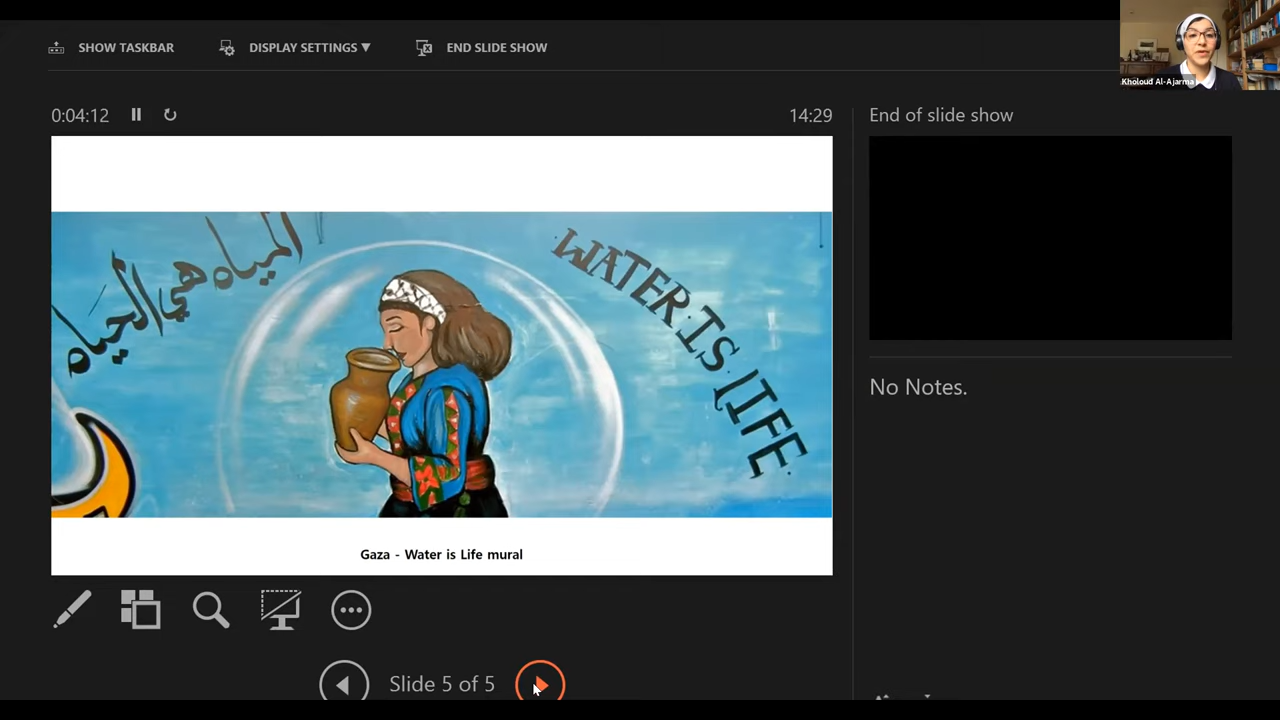 SHOW TASKBAR
DISPLAY SETTINGS ▼
END SLIDE SHOW
Kholoud Al-Ajarma
0:04:12
14:29
End of slide show
المياه هي الحياه
WATER IS LIFE
No Notes.
Gaza - Water is Life mural
Slide 5 of 5